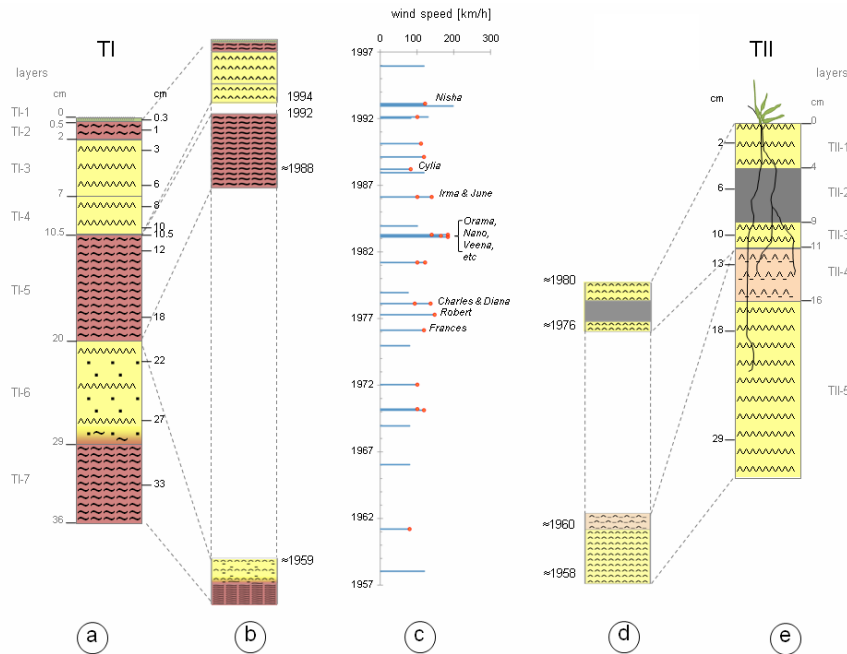 wind speed [km/h]
0 100 200 300
TI
TII
layers
cm
cm
TI-1
TI-2
TI-3
TI-4
TI-5
TI-6
TI-7
0
0.5
2
7
10.5
20
29
36
0.3
1
3
6
8
10
10.5
12
18
22
27
33
1994
1992
≈1988
≈1959
1997
1992
1987
1982
1977
1972
1967
1962
1957
Nisha
Cylia
Irma & June
Orama,
Nano,
Veena,
etc
Charles & Diana
Robert
Frances
≈1980
≈1976
≈1960
≈1958
cm
2
6
10
13
18
29
layers
cm
0
4
9
11
16
TII-1
TII-2
TII-3
TII-4
TII-5
a
b
c
d
e